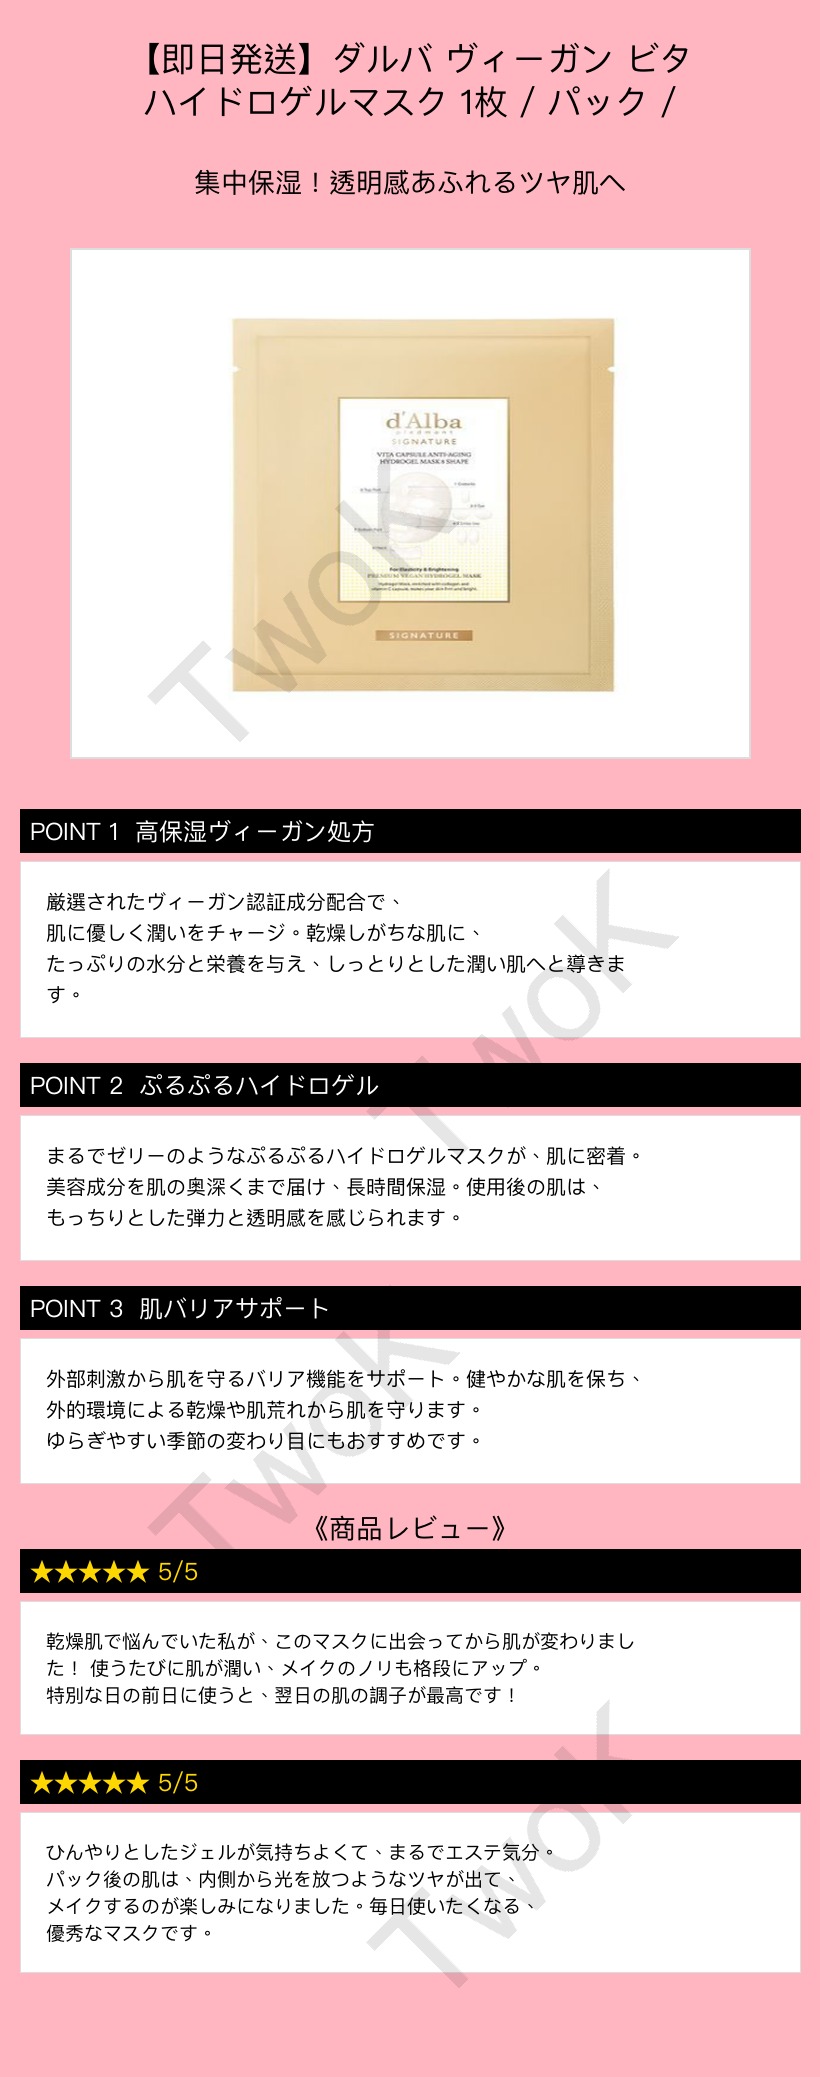 【即日発送】ダルバ ヴィーガン ビタ
ハイドロゲルマスク 1枚 / パック /
集中保湿！透明感あふれるツヤ肌へ
d'Alba
piedmont
SIGNATURE
VITA CAPSULE ANTI-AGING
HYDROGEL MASK 8 SHAPE
For Elasticity & Brightening
PREMIUM VEGAN HYDROGEL MASK
Hydrogel Mask, enriched with collagen and
vitamin C capsule, makes your skin firm and bright.
SIGNATURE
TwoK
POINT 1 高保湿ヴィーガン処方
厳選されたヴィーガン認証成分配合で、
肌に優しく潤いをチャージ。乾燥しがちな肌に、
たっぷりの水分と栄養を与え、しっとりとした潤い肌へと導きま
す。
TwoK
POINT 2 ぷるぷるハイドロゲル
まるでゼリーのようなぷるぷるハイドロゲルマスクが、肌に密着。
美容成分を肌の奥深くまで届け、長時間保湿。使用後の肌は、
もっちりとした弾力と透明感を感じられます。
POINT 3 肌バリアサポート
外部刺激から肌を守るバリア機能をサポート。健やかな肌を保ち、
外的環境による乾燥や肌荒れから肌を守ります。
ゆらぎやすい季節の変わり目にもおすすめです。
TwoK
《商品レビュー》
★★★★★ 5/5
乾燥肌で悩んでいた私が、このマスクに出会ってから肌が変わりまし
た！ 使うたびに肌が潤い、メイクのノリも格段にアップ。
特別な日の前日に使うと、翌日の肌の調子が最高です！
★★★★★ 5/5
ひんやりとしたジェルが気持ちよくて、まるでエステ気分。
パック後の肌は、内側から光を放つようなツヤが出て、
メイクするのが楽しみになりました。毎日使いたくなる、
優秀なマスクです。
TwoK